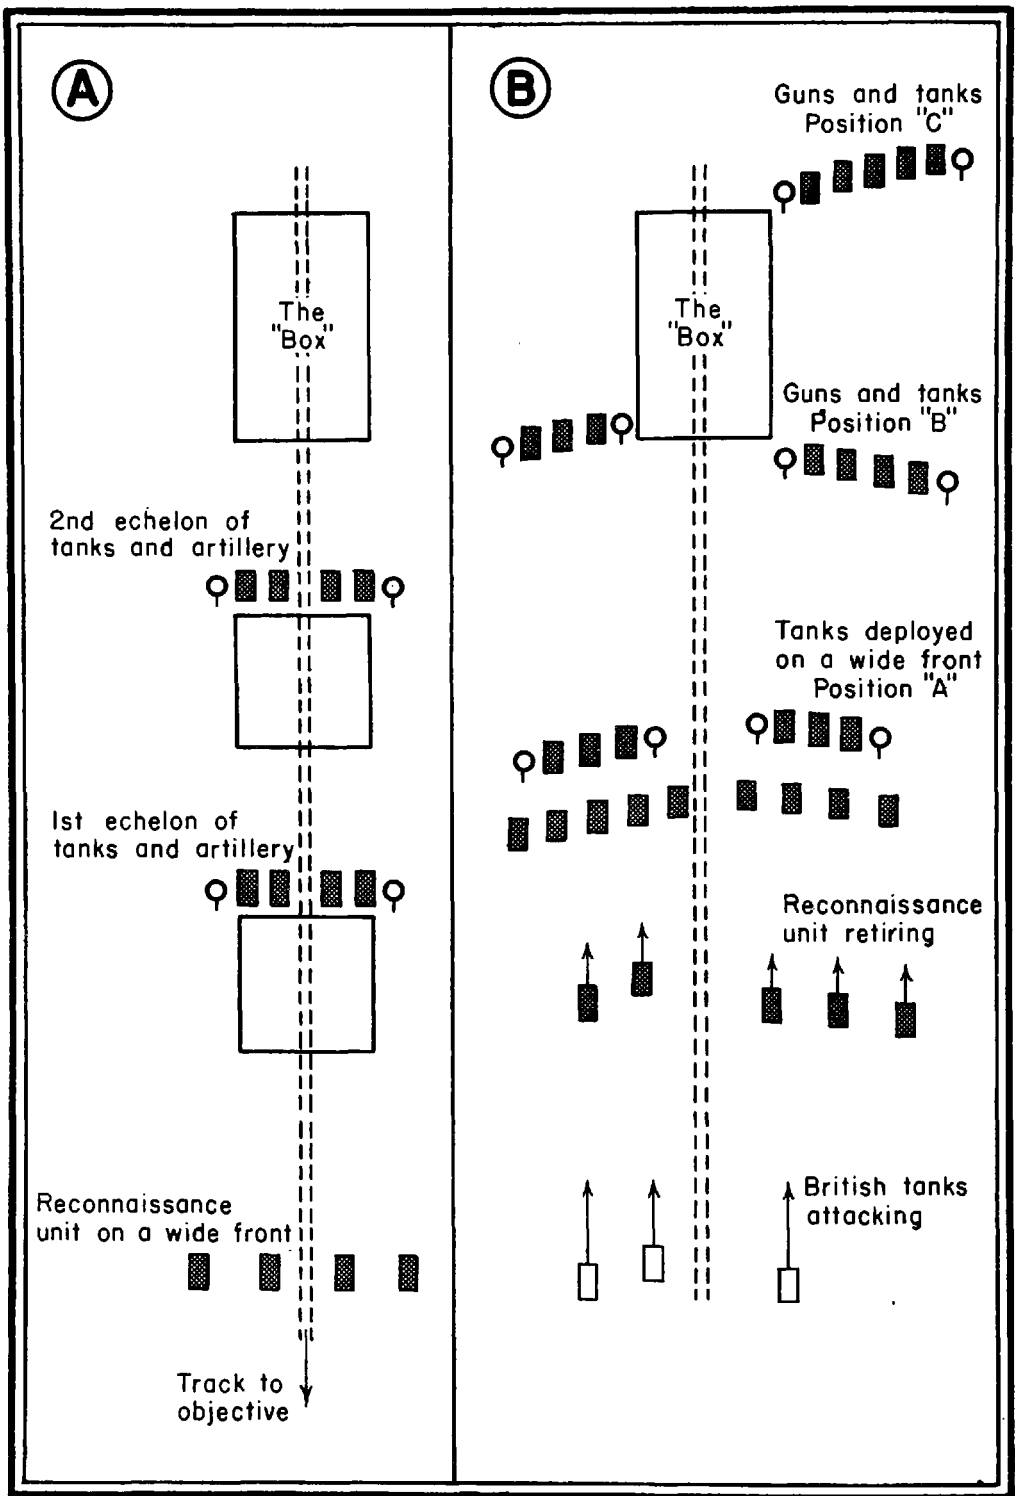 A
The
"Box"
2nd echelon of
tanks and artillery
1st echelon of
tanks and artillery
Reconnaissance
unit on a wide front
Track to
objective
B
Guns and tanks
Position "C"
The
"Box"
Guns and tanks
Position "B"
Tanks deployed
on a wide front
Position "A"
Reconnaissance
unit retiring
British tanks
attacking